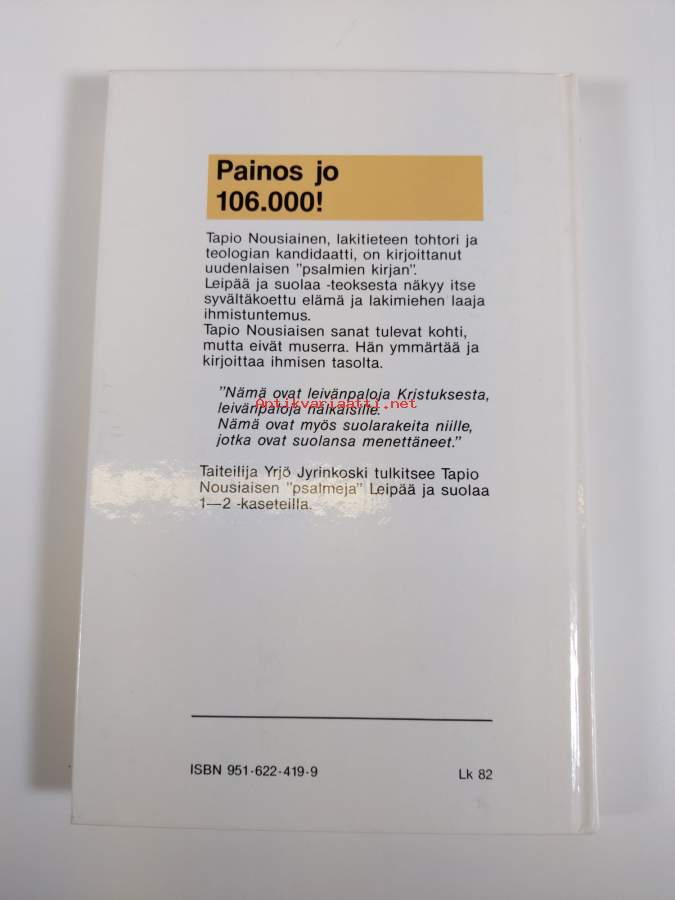 Painos jo
106.000!
Tapio Nousiainen, lakitieteen tohtori ja
teologian kandidaatti, on kirjoittanut
uudenlaisen ”psalmien kirjan”.
Leipää ja suolaa -teoksesta näkyy itse
syvältäkoettu elämä ja lakimiehen laaja
ihmistuntemus.
Tapio Nousiaisen sanat tulevat kohti,
mutta eivät muserra. Hän ymmärtää ja
kirjoittaa ihmisen tasolta.
”Nämä ovat leivänpaloja Kristuksesta,
Antikvariaatti.net
leivänpaloja nälkäisille.
Nämä ovat myös suolarakeita niille,
jotka ovat suolansa menettäneet.”
Taiteilija Yrjö Jyrinkoski tulkitsee Tapio
Nousiaisen ”psalmeja” Leipää ja suolaa
1—2 -kaseteilla.
ISBN 951-622-419-9 Lk 82